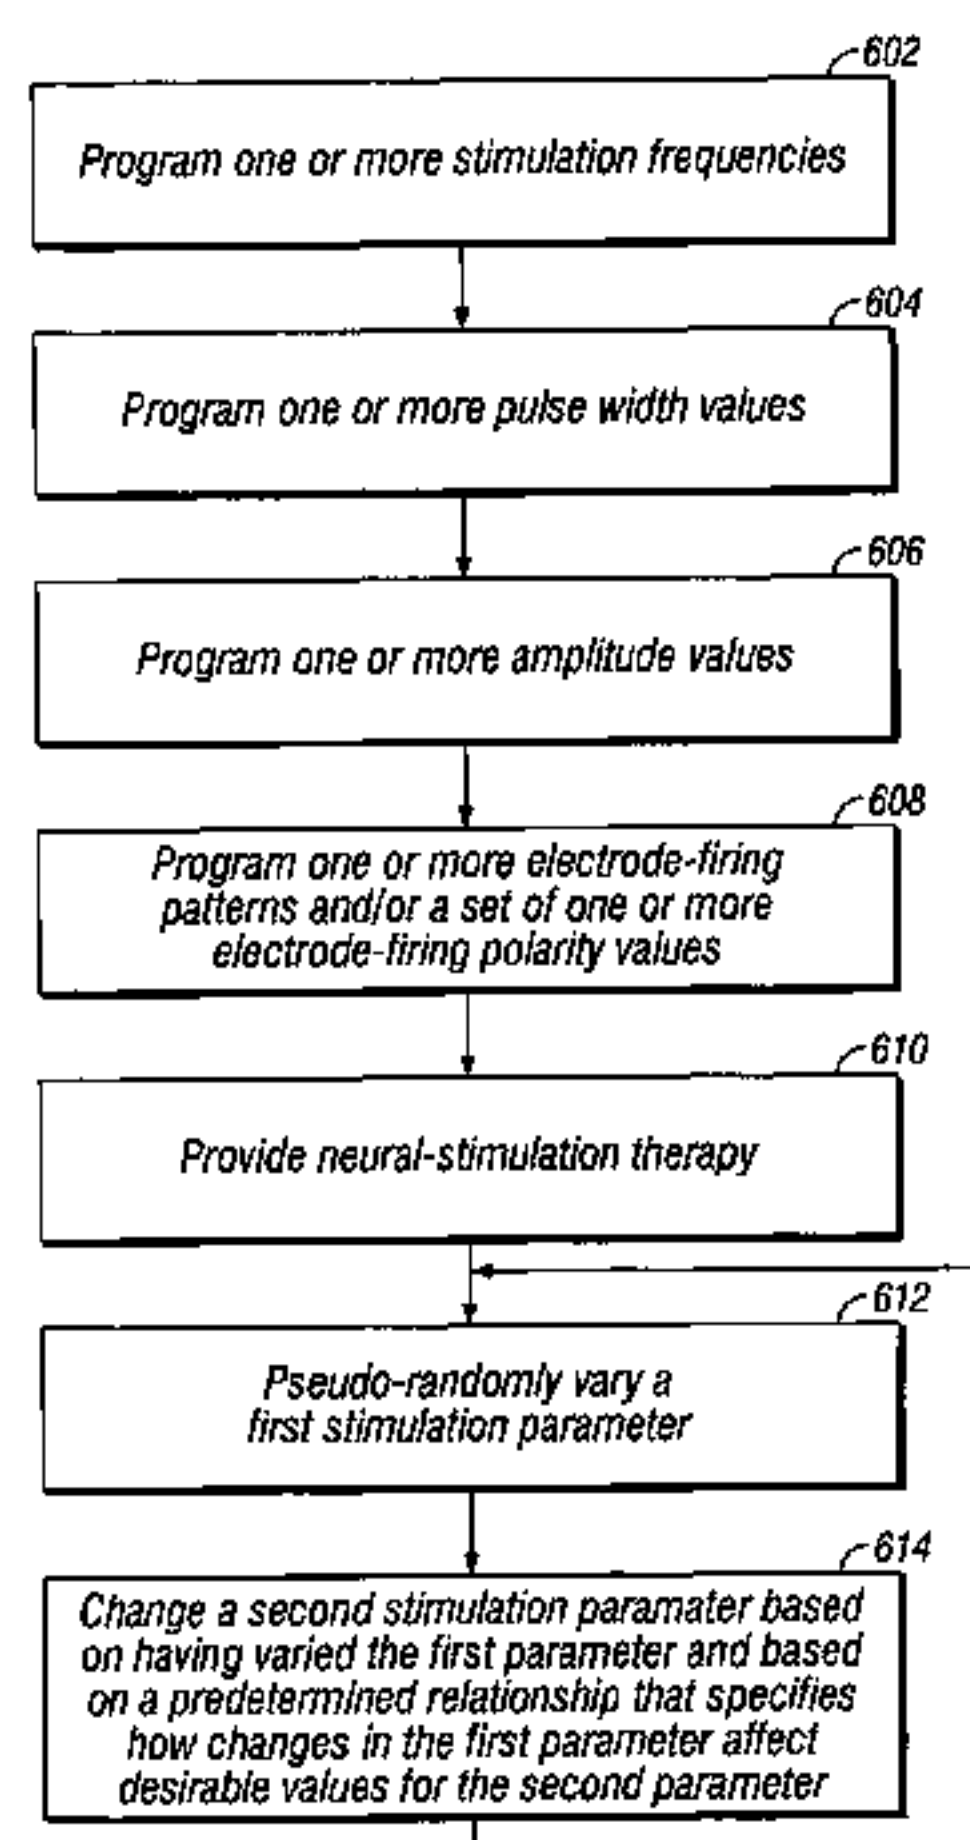 602
Program one or more stimulation frequencies
604
Program one or more pulse width values
606
Program one or more amplitude values
608
Program one or more electrode-firing
patterns and/or a set of one or more
electrode-firing polarity values
610
Provide neural-stimulation therapy
612
Pseudo-randomly vary a
first stimulation parameter
614
Change a second stimulation paramater based
on having varied the first parameter and based
on a predetermined relationship that specifies
how changes in the first parameter affect
desirable values for the second parameter